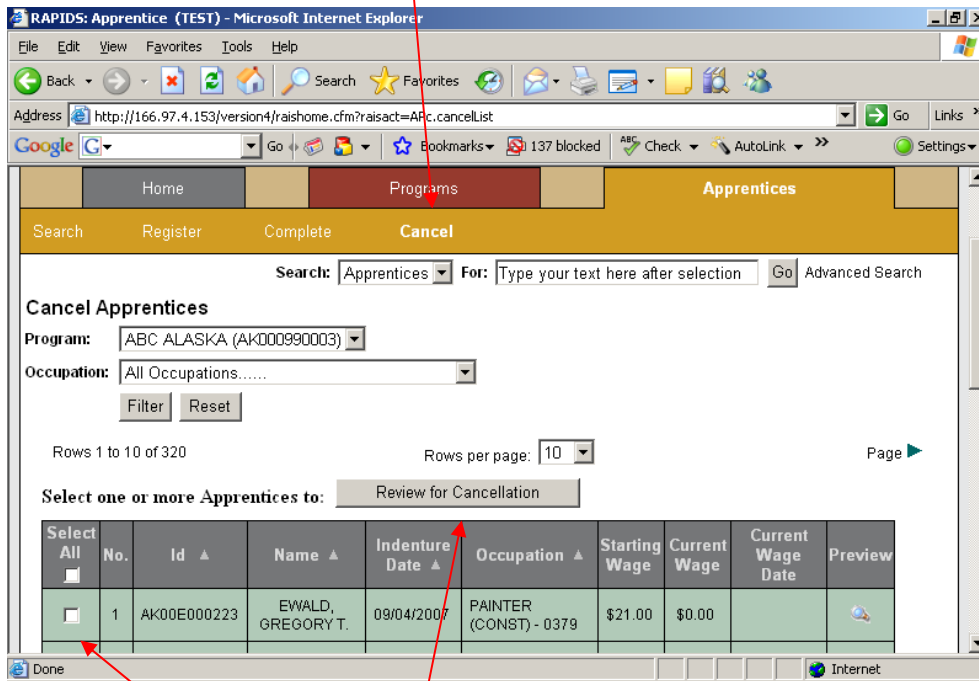 RAPIDS: Apprentice (TEST) - Microsoft Internet Explorer
File Edit View Favorites Tools Help
Back Search Favorites
Address http://166.97.4.153/version4/raishome.cfm?raisact=APc.cancelList Go Links »
Google G Go Bookmarks 137 blocked ABC Check AutoLink » Settings
Home Programs Apprentices
Search Register Complete Cancel
Search: Apprentices For: Type your text here after selection Go Advanced Search
Cancel Apprentices
Program: ABC ALASKA (AK000990003)
Occupation: All Occupations......
Filter Reset
Rows 1 to 10 of 320 Rows per page: 10 Page
Select one or more Apprentices to: Review for Cancellation
Select All No. Id Name Indenture Date Occupation Starting Wage Current Wage Current Wage Date Preview
1 AK00E000223 EWALD, GREGORY T. 09/04/2007 PAINTER (CONST) - 0379 $21.00 $0.00
Done Internet